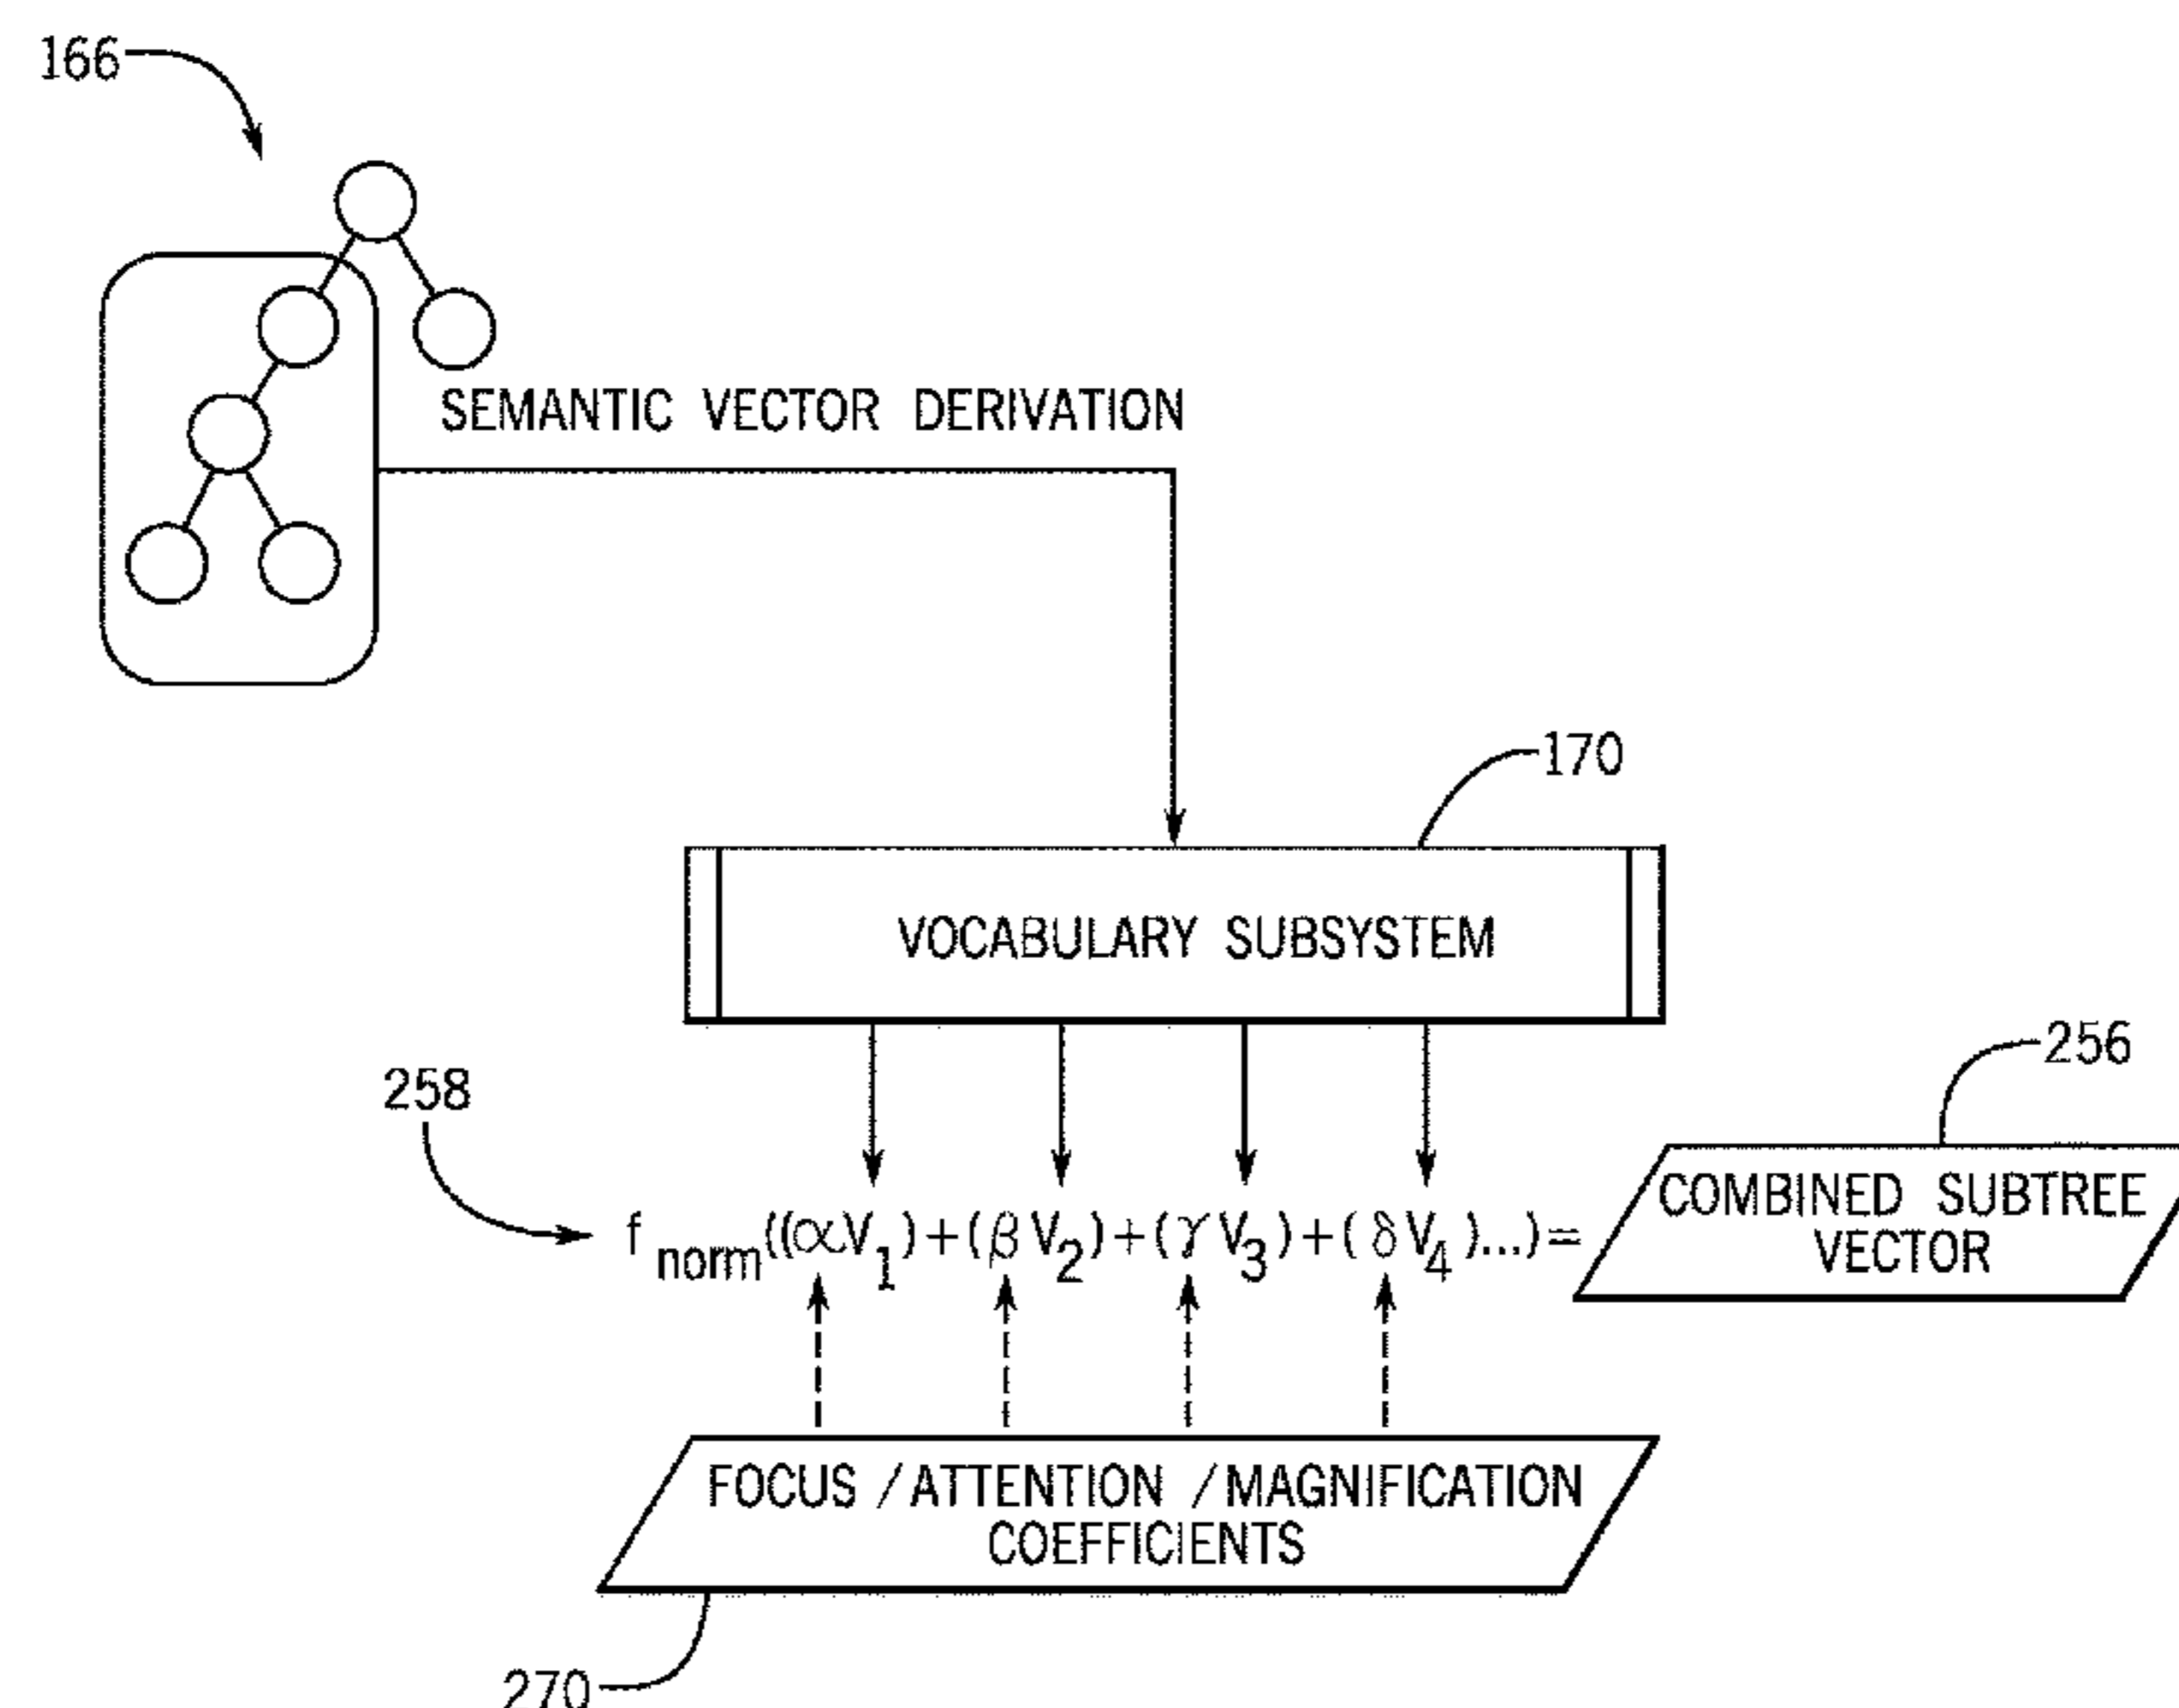 166
SEMANTIC VECTOR DERIVATION
170
VOCABULARY SUBSYSTEM
256
258
COMBINED SUBTREE
VECTOR
f norm((αV1)+(βV2)+(γV3)+(δV4)...)=
FOCUS /ATTENTION /MAGNIFICATION
COEFFICIENTS
270